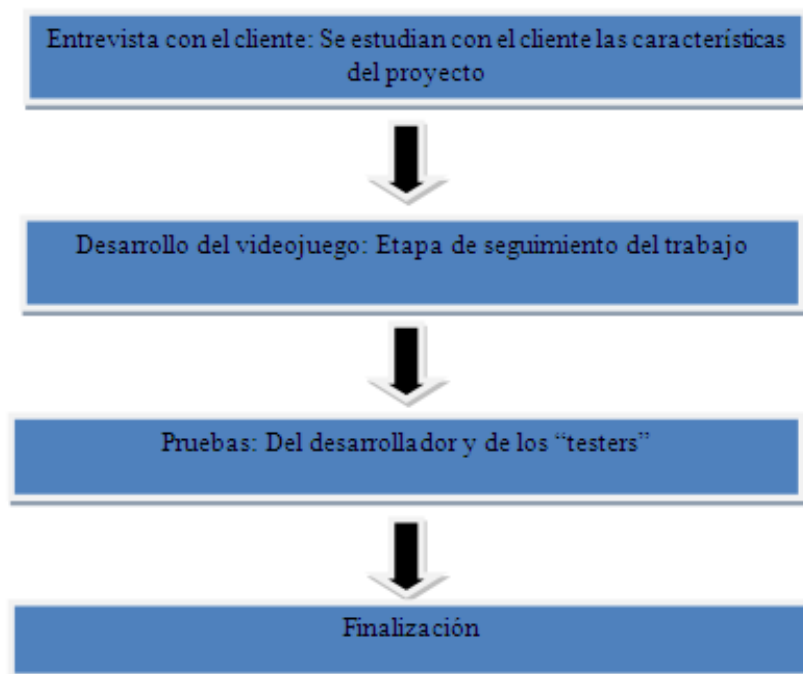 Entrevista con el cliente: Se estudian con el cliente las características
del proyecto
Desarrollo del videojuego: Etapa de seguimiento del trabajo
Pruebas: Del desarrollador y de los “testers”
Finalización